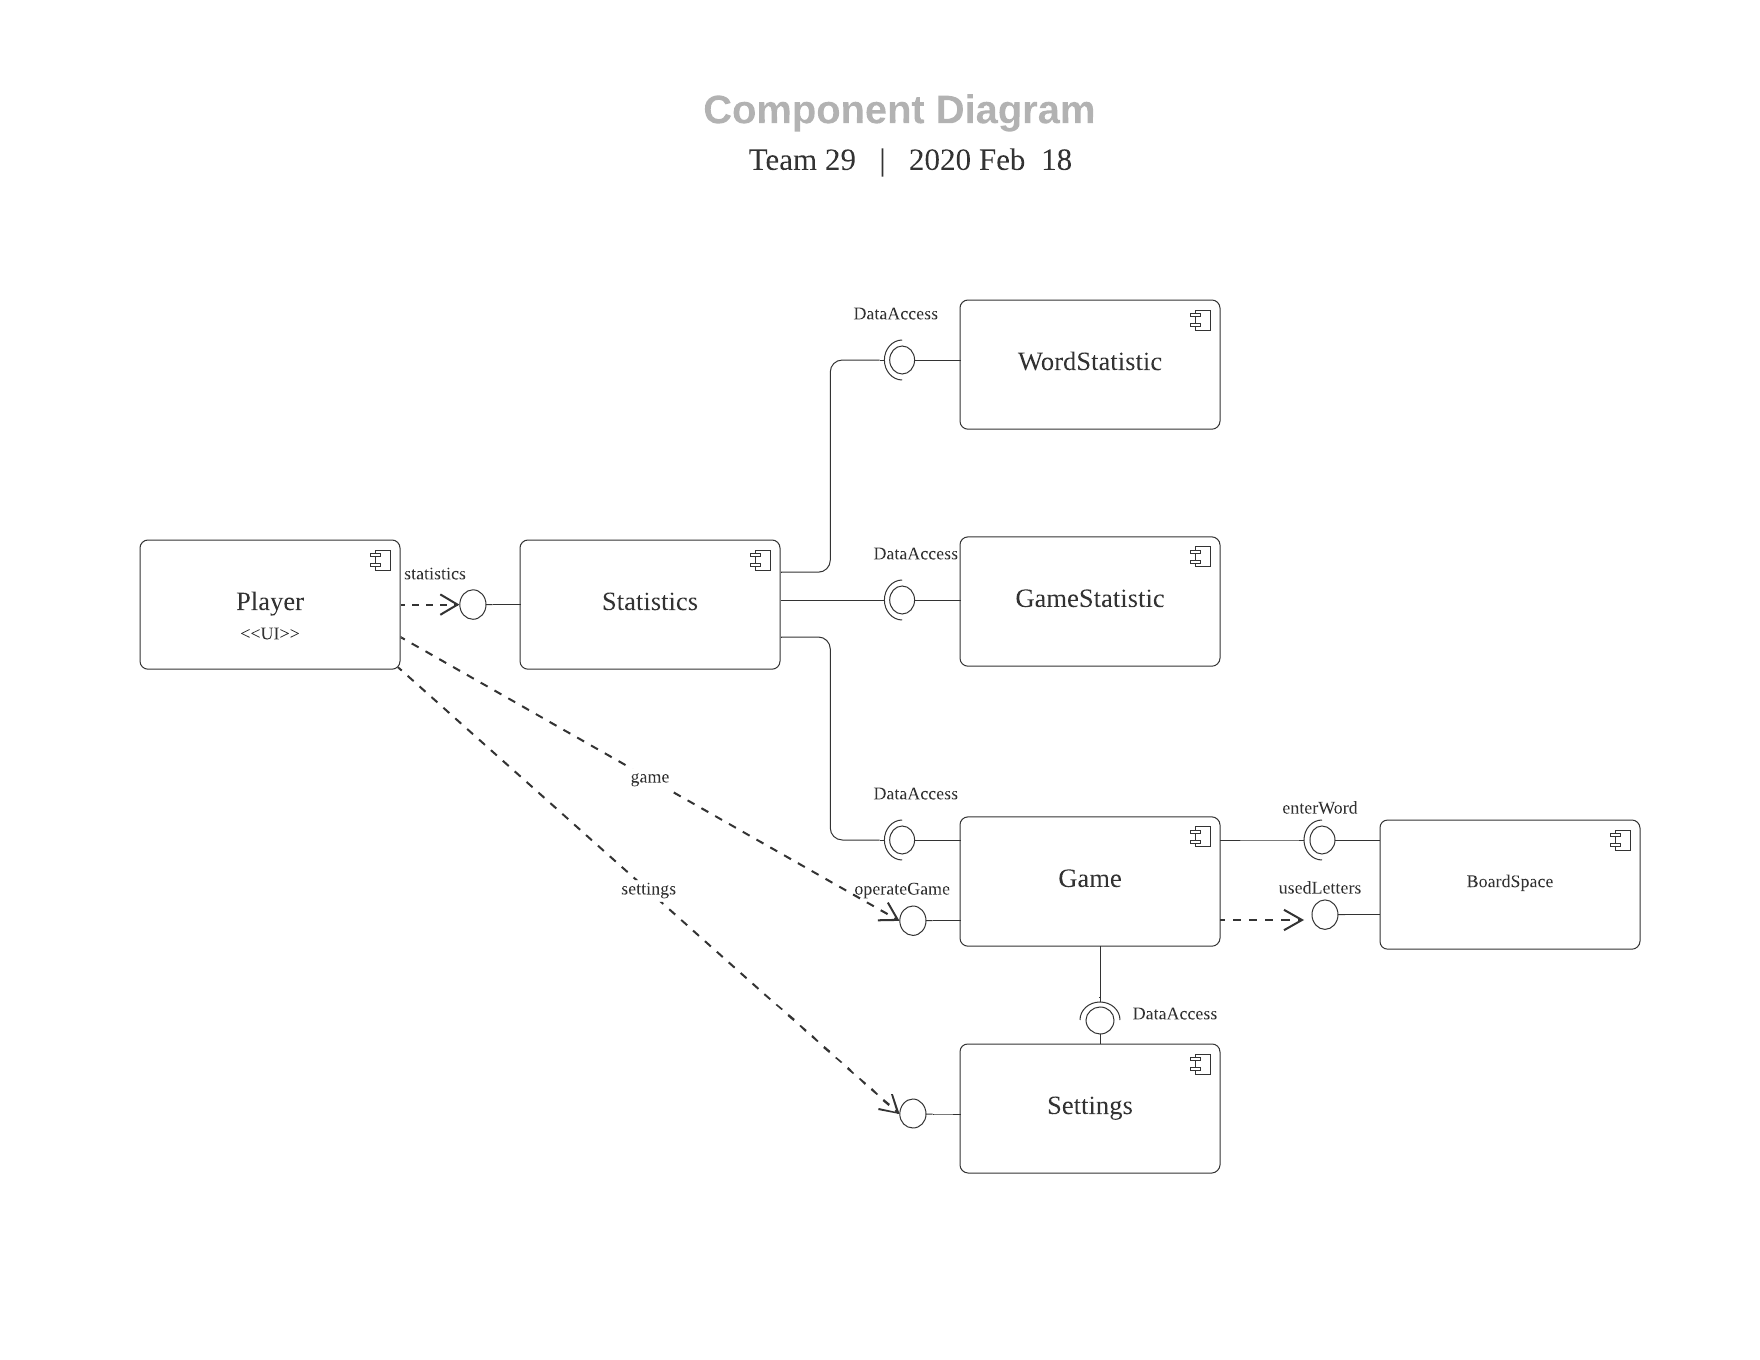 Component Diagram
Team 29 | 2020 Feb 18
DataAccess
WordStatistic
DataAccess
GameStatistic
statistics
Player
<<UI>>
Statistics
game
DataAccess
enterWord
Game
BoardSpace
settings
operateGame
usedLetters
DataAccess
Settings